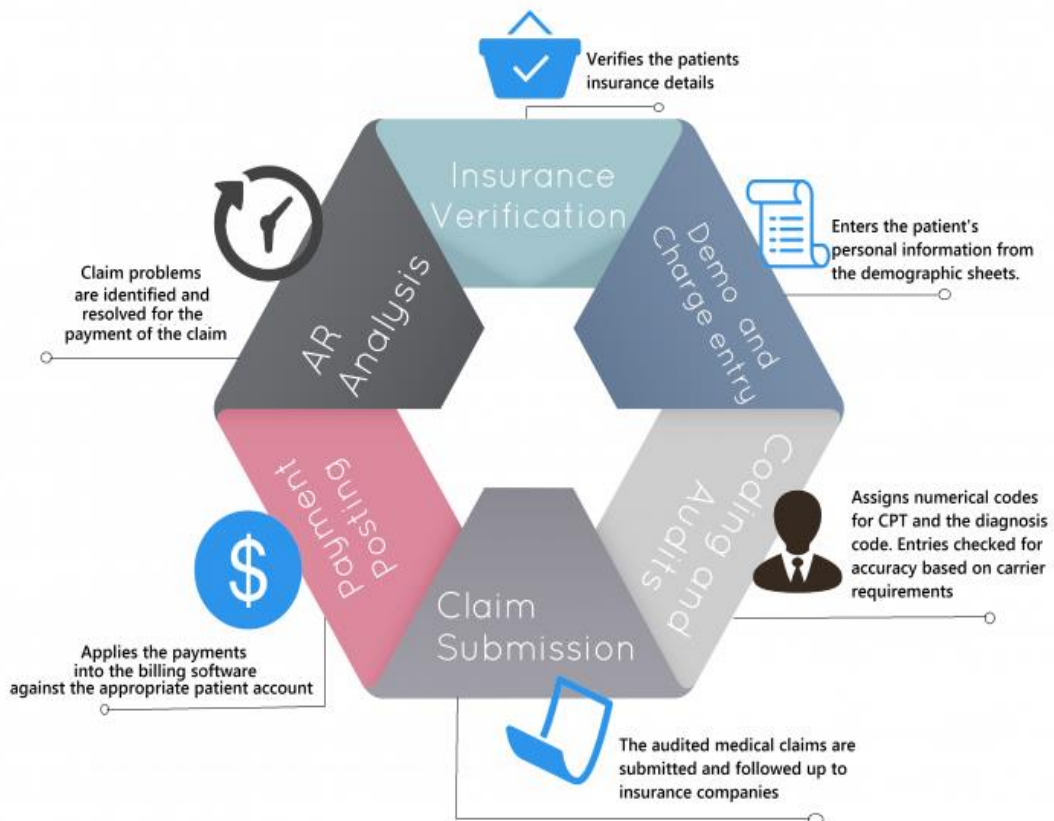 Verifies the patients
insurance details
Insurance
Verification
Demo and
Charge entry
Enters the patient's
personal information from
the demographic sheets.
Coding and
Audits
Assigns numerical codes
for CPT and the diagnosis
code. Entries checked for
accuracy based on carrier
requirements
Claim
Submission
The audited medical claims are
submitted and followed up to
insurance companies
Payment
Posting
$
Applies the payments
into the billing software
against the appropriate patient account
AR
Analysis
Claim problems
are identified and
resolved for the
payment of the claim